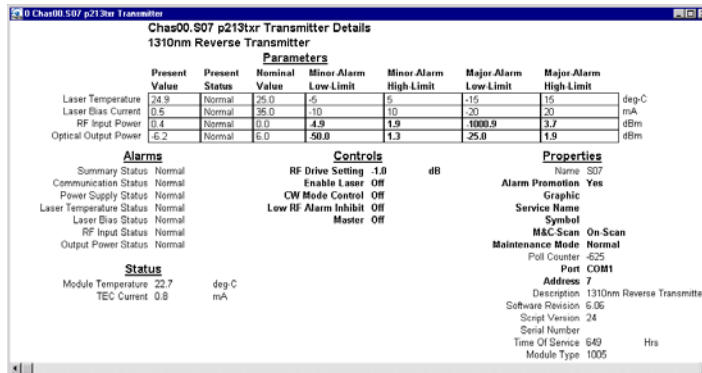 0 Chas00.S07 p213txr Transmitter
Chas00.S07 p213txr Transmitter Details
1310nm Reverse Transmitter
Parameters
Present Value Present Status Nominal Value Minor-Alarm Low-Limit Minor-Alarm High-Limit Major-Alarm Low-Limit Major-Alarm High-Limit
Laser Temperature 24.9 Normal 25.0 -5 5 -15 15 deg-C
Laser Bias Current 0.5 Normal 35.0 -10 10 -20 20 mA
RF Input Power 0.4 Normal 0.0 -4.9 1.9 -1000.9 3.7 dBm
Optical Output Power -6.2 Normal 6.0 -50.0 1.3 -25.0 1.9 dBm
Alarms
Summary Status Normal
Communication Status Normal
Power Supply Status Normal
Laser Temperature Status Normal
Laser Bias Status Normal
RF Input Status Normal
Output Power Status Normal
Status
Module Temperature 22.7 deg-C
TEC Current 0.8 mA
Controls
RF Drive Setting -1.0 dB
Enable Laser Off
CW Mode Control Off
Low RF Alarm Inhibit Off
Master Off
Properties
Name S07
Alarm Promotion Yes
Graphic
Service Name
Symbol
M&C-Scan On-Scan
Maintenance Mode Normal
Poll Counter -625
Port COM1
Address 7
Description 1310nm Reverse Transmitte
Software Revision 6.06
Script Version 24
Serial Number
Time Of Service 649 Hrs
Module Type 1005